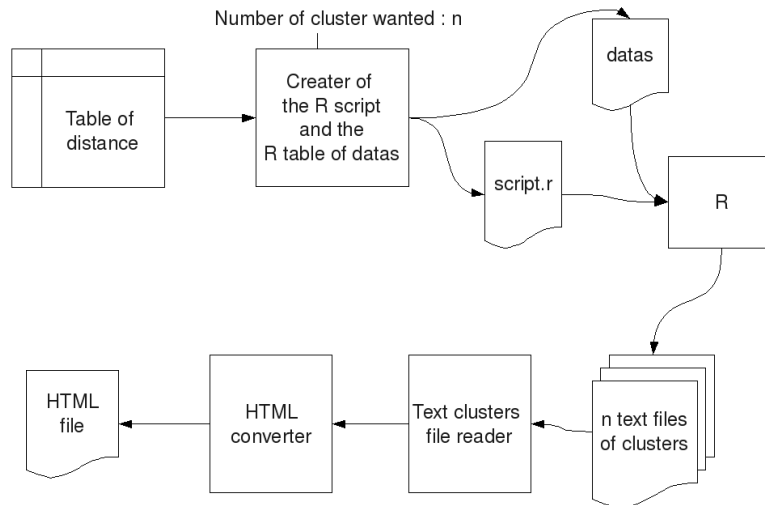 Number of cluster wanted : n
Table of
distance
Creater of
the R script
and the
R table of datas
datas
script.r
R
HTML
file
HTML
converter
Text clusters
file reader
n text files
of clusters